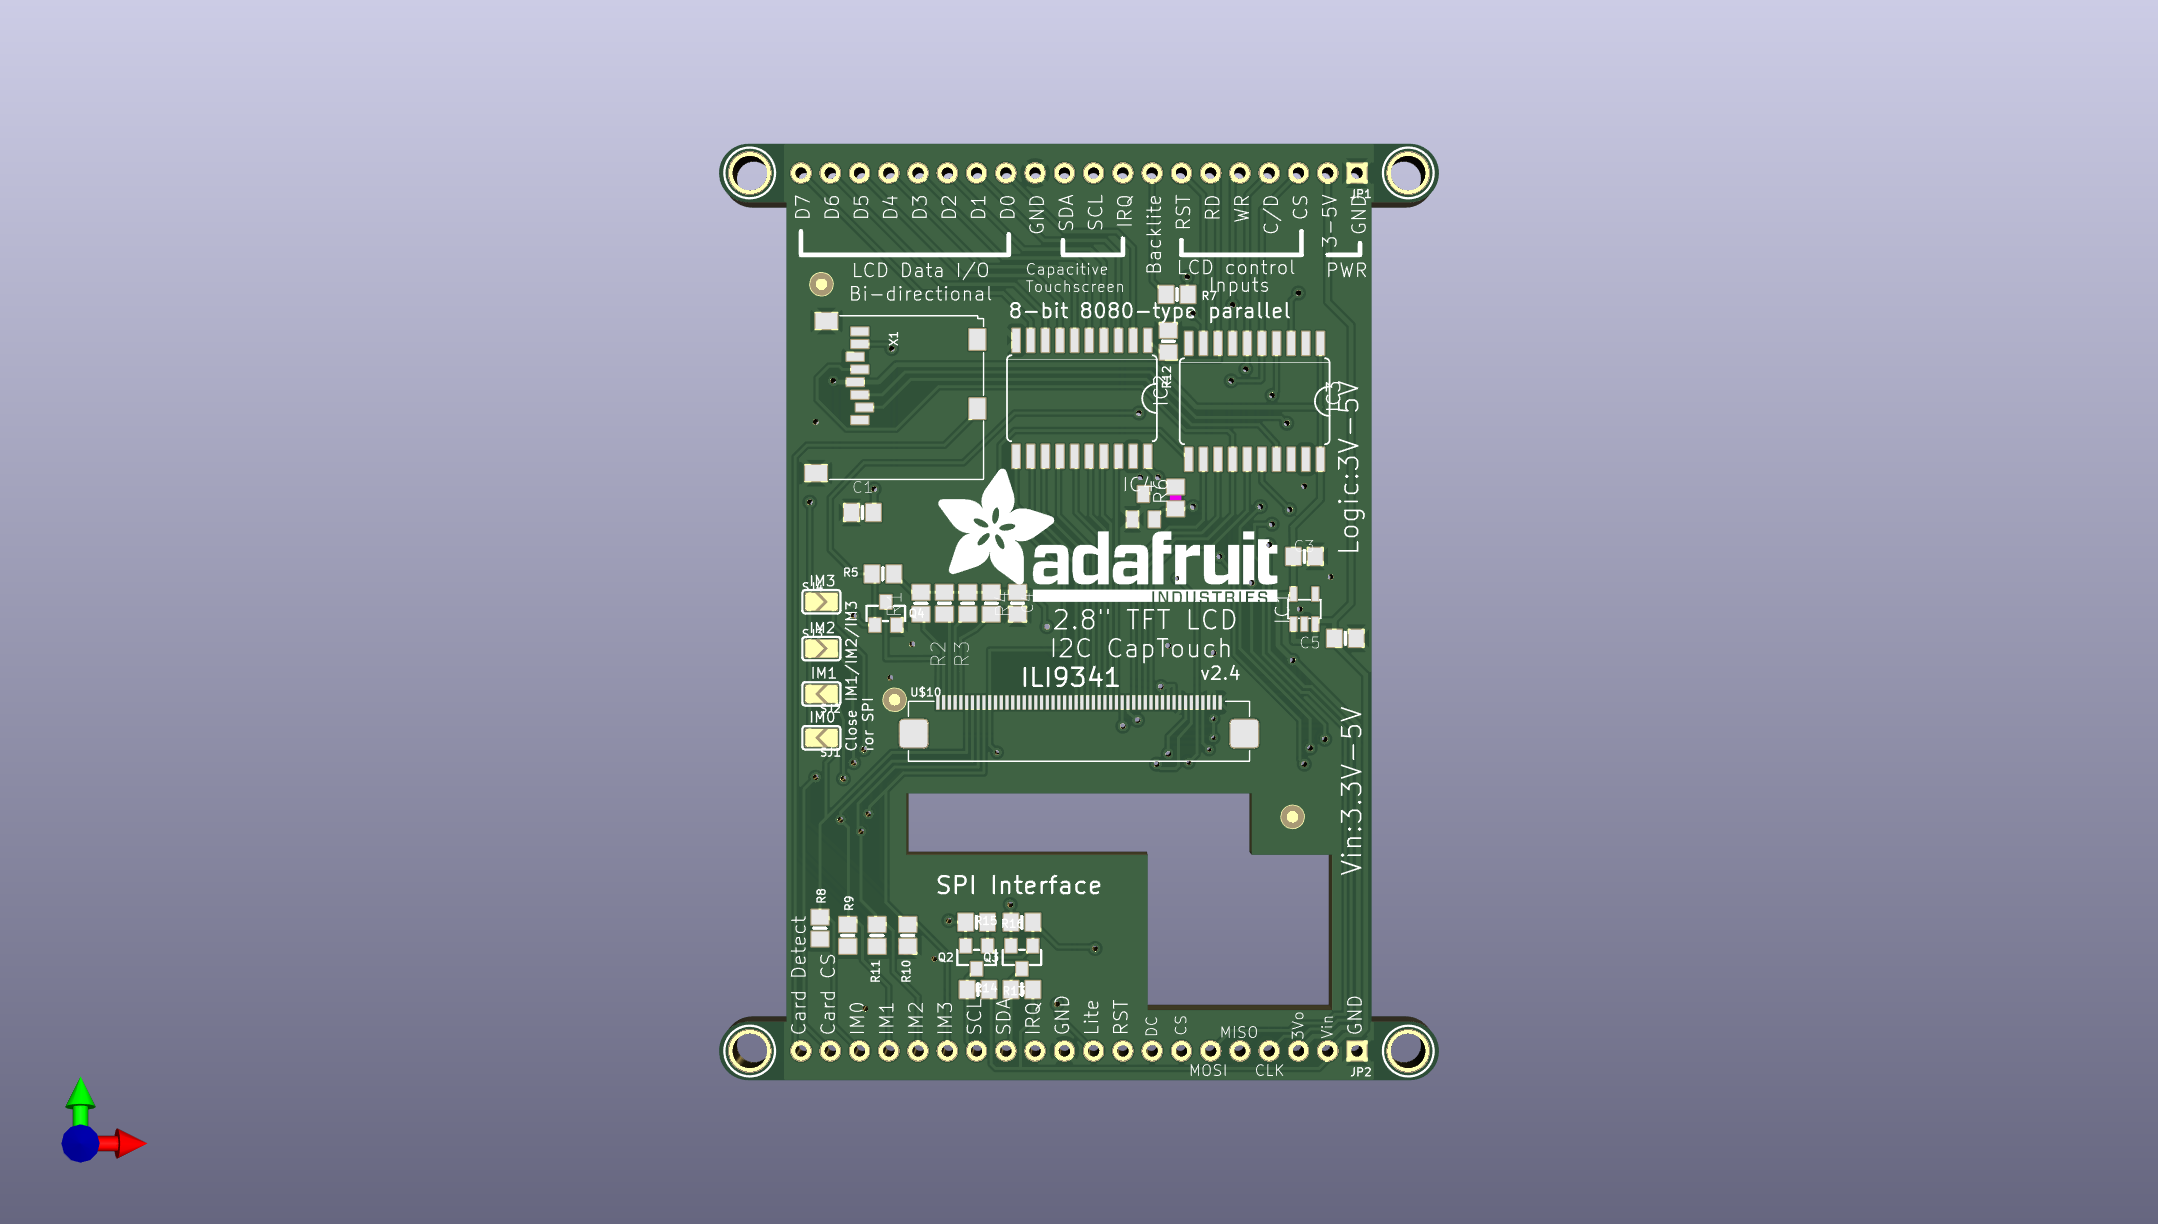 JP1
D7 D6 D5 D4 D3 D2 D1 D0 GND SDA SCL IRQ Backlite RST RD WR C/D CS 3-5V GND
LCD Data I/O
Bi-directional
Capacitive
Touchscreen
LCD control
Inputs
PWR
R7
8-bit 8080-type parallel
X1
R12
IC2
IC3
Logic:3V-5V
C1
IC4
R6
adafruit
INDUSTRIES
C3
R5
IM3
SJ4
R1
Q4
R4
IC1
2.8" TFT LCD
I2C CapTouch
C5
IM2
SJ3
R2
R3
ILI9341
v2.4
IM1
SJ2
U$10
IM0
SJ1
Close IM1/IM2/IM3
for SPI
Vin:3.3V-5V
SPI Interface
R8
R9
R11
R10
R15
Q2
Q3
R14
Card Detect Card CS IM0 IM1 IM2 IM3 SCL SDA IRQ GND Lite RST DC CS MISO 3Vo Vin GND
MOSI CLK
JP2